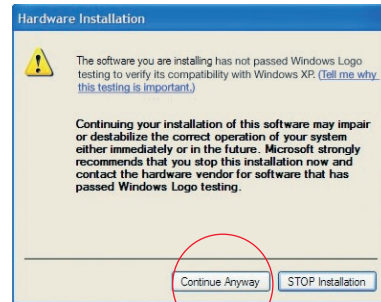 Hardware Installation
The software you are installing has not passed Windows Logo
testing to verify its compatibility with Windows XP. (Tell me why
this testing is important.)
Continuing your installation of this software may impair
or destabilize the correct operation of your system
either immediately or in the future. Microsoft strongly
recommends that you stop this installation now and
contact the hardware vendor for software that has
passed Windows Logo testing.
Continue Anyway STOP Installation